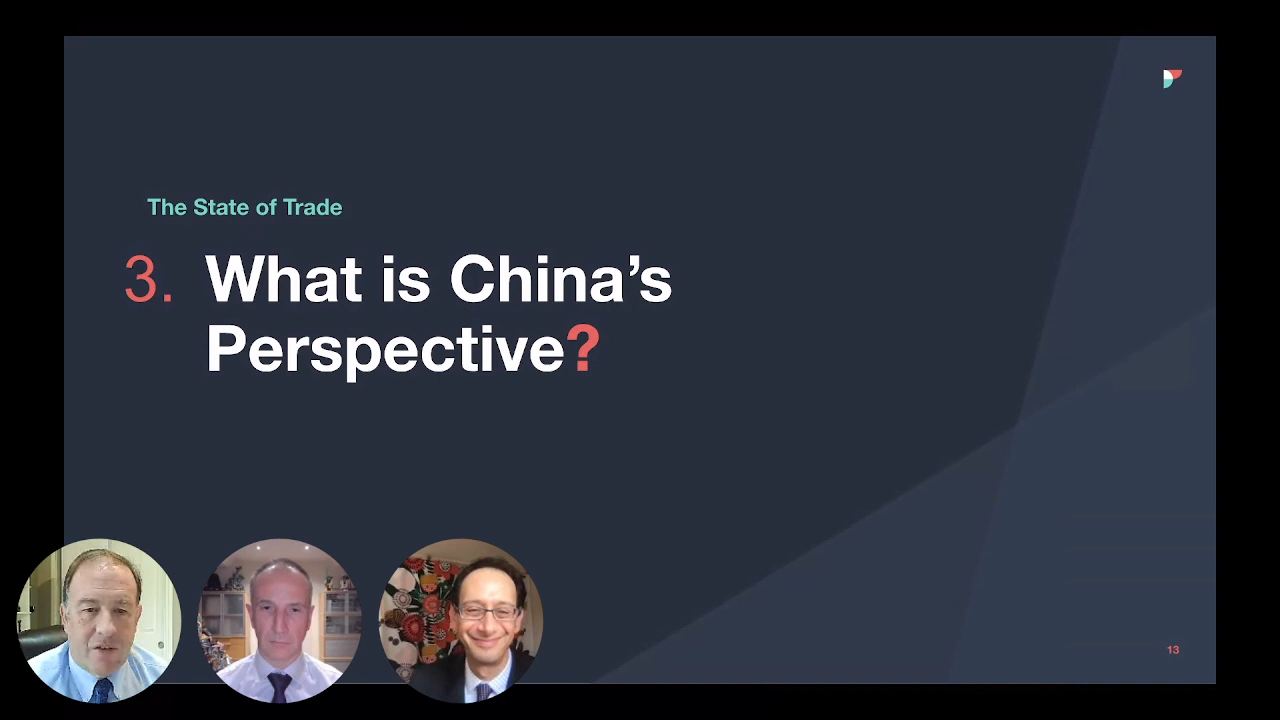 The State of Trade
3. What is China’s
Perspective?
13